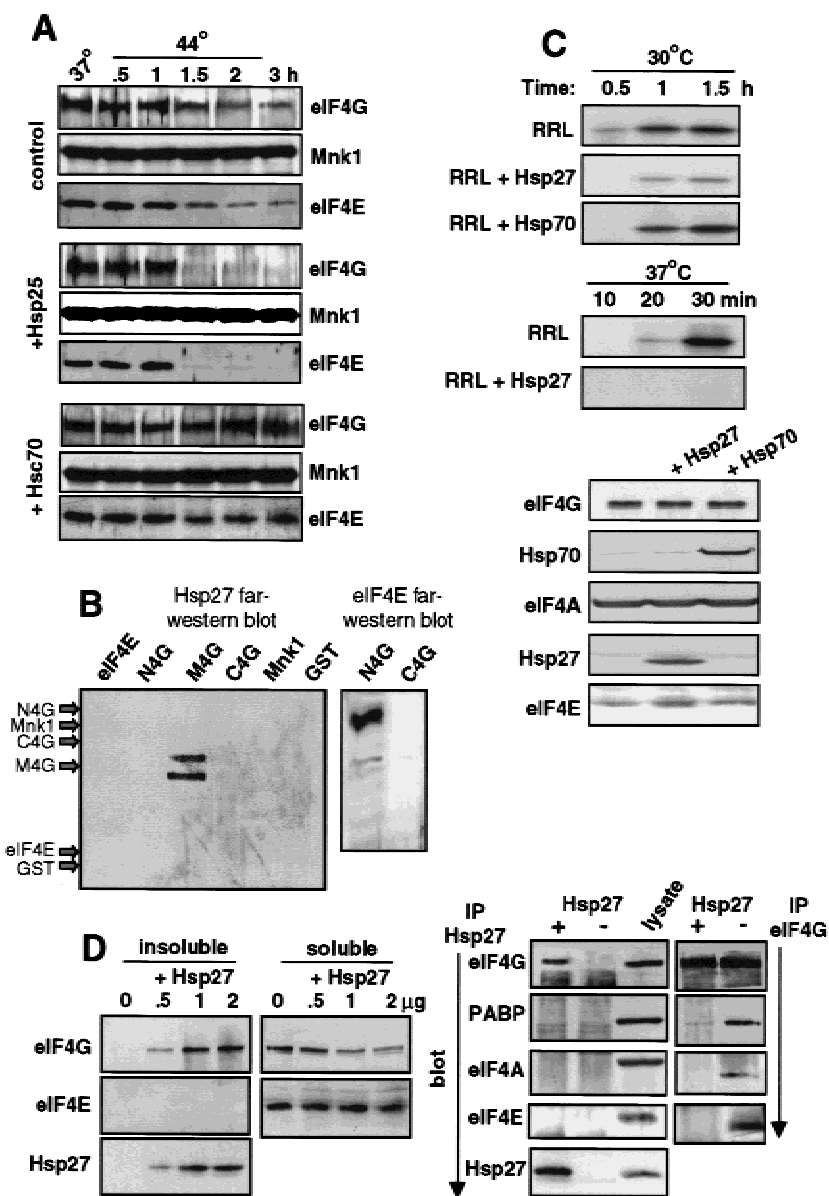 A
44°
37° .5 1 1.5 2 3 h
control
eIF4G
Mnk1
eIF4E
+Hsp25
eIF4G
Mnk1
eIF4E
+ Hsc70
eIF4G
Mnk1
eIF4E
B
Hsp27 far-
western blot
eIF4E N4G M4G C4G Mnk1 GST
N4G
Mnk1
C4G
M4G
eIF4E
GST
eIF4E far-
western blot
N4G C4G
C
30°C
Time: 0.5 1 1.5 h
RRL
RRL + Hsp27
RRL + Hsp70
37°C
10 20 30 min
RRL
RRL + Hsp27
+ Hsp27 + Hsp70
eIF4G
Hsp70
eIF4A
Hsp27
eIF4E
D
insoluble soluble
+ Hsp27 + Hsp27
0 .5 1 2 0 .5 1 2 µg
eIF4G
eIF4E
Hsp27
IP
Hsp27
blot
Hsp27 lysate
+ -
Hsp27
+ -
IP
eIF4G
eIF4G
PABP
eIF4A
eIF4E
Hsp27